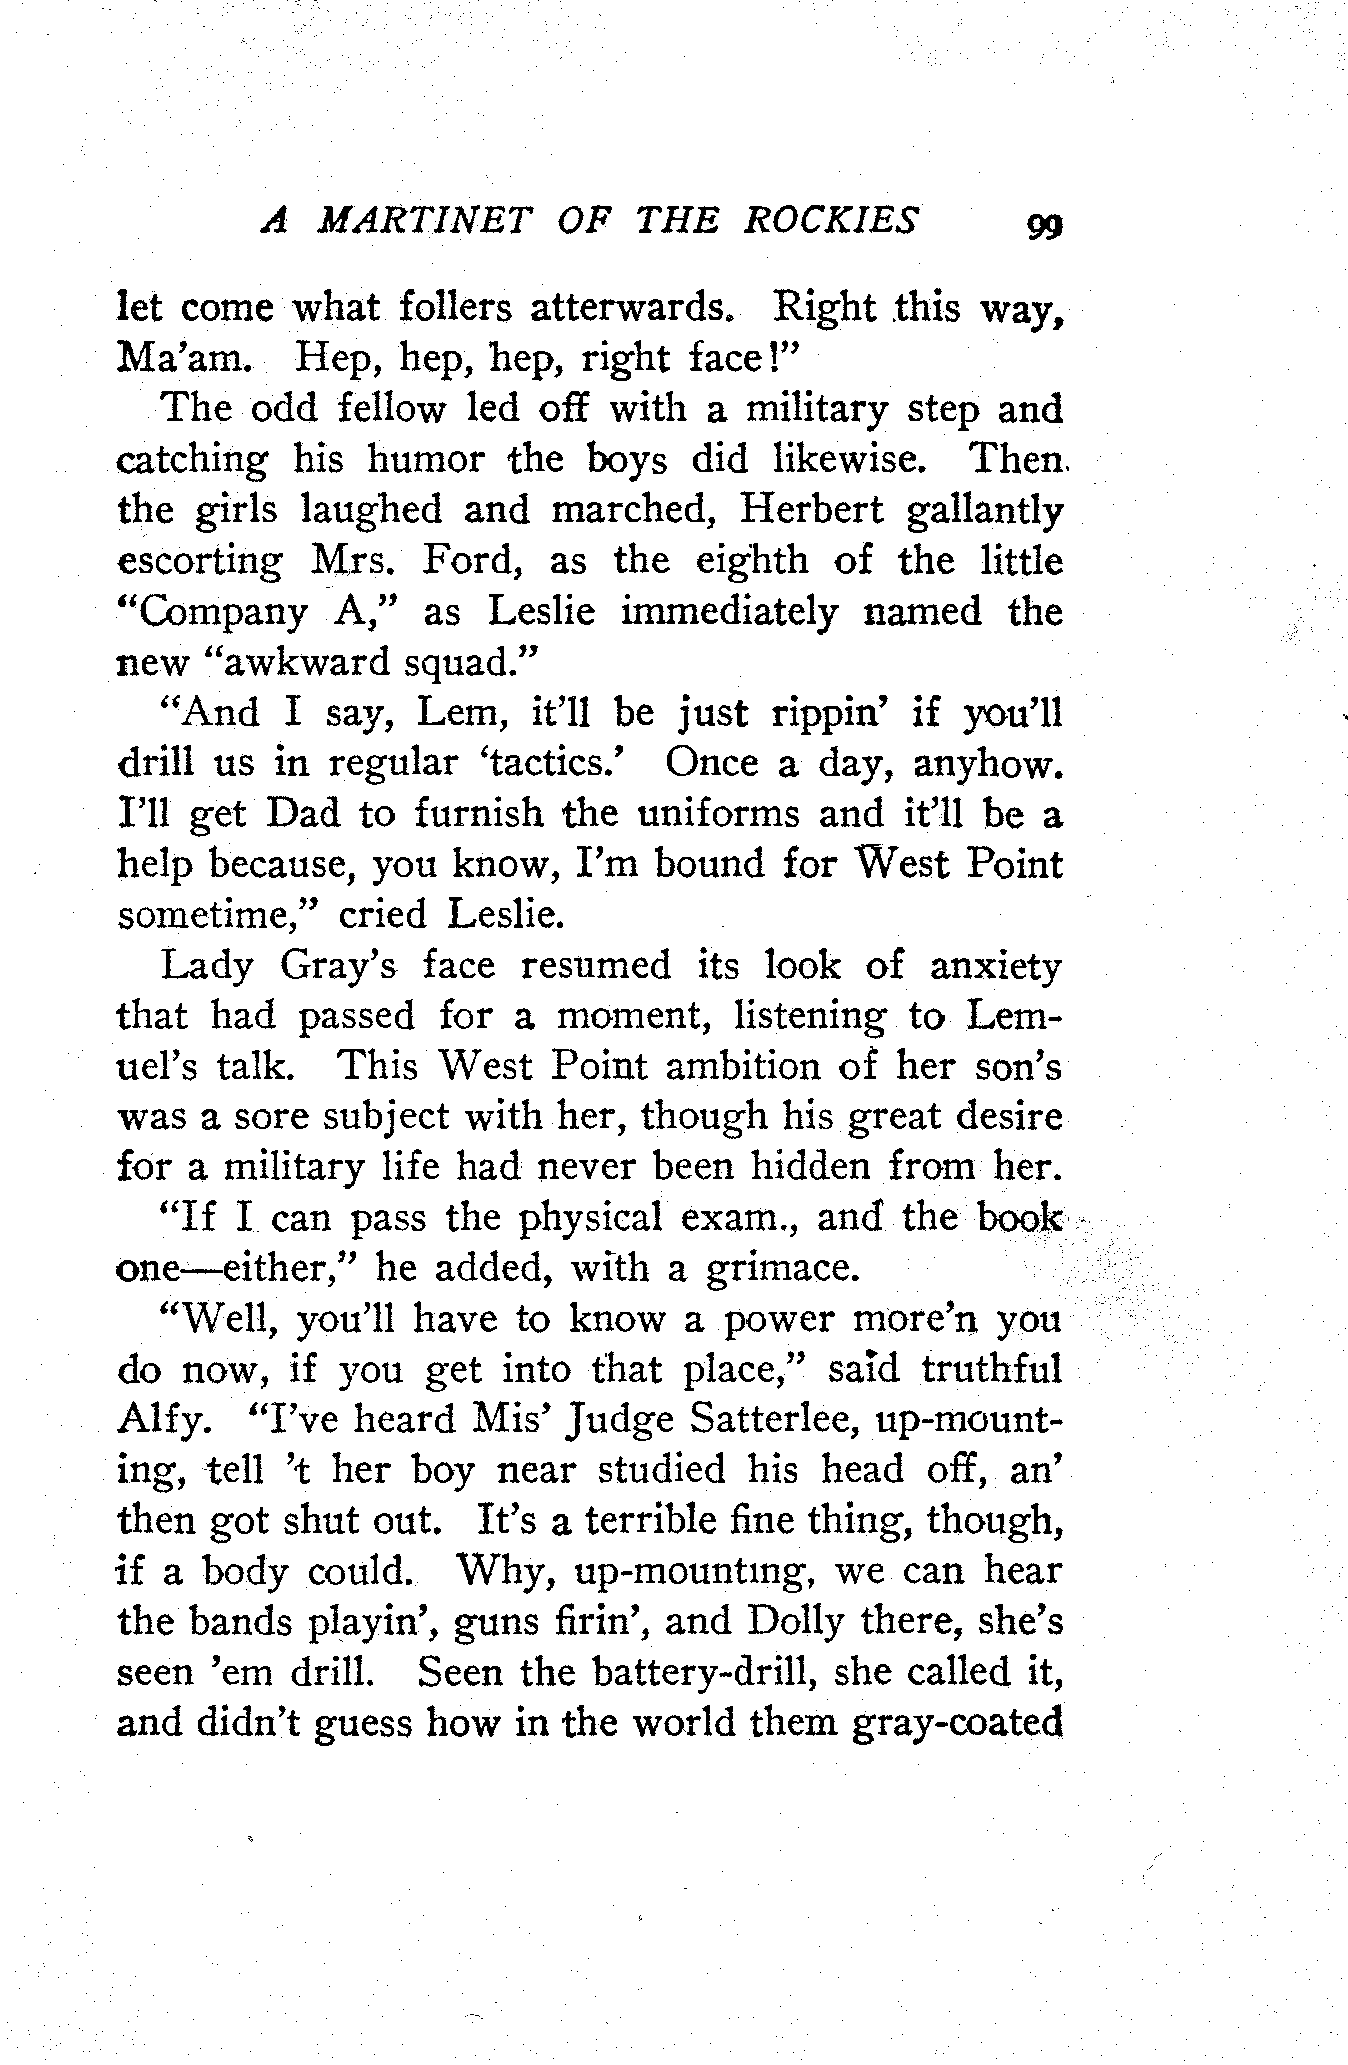 A MARTINET OF THE ROCKIES 99
let come what follers atterwards. Right this way,
Ma'am. Hep, hep, hep, right face!"
The odd fellow led off with a military step and
catching his humor the boys did likewise. Then
the girls laughed and marched, Herbert gallantly
escorting Mrs. Ford, as the eighth of the little
"Company A," as Leslie immediately named the
new "awkward squad."
"And I say, Lem, it'll be just rippin' if you'll
drill us in regular 'tactics.' Once a day, anyhow.
I'll get Dad to furnish the uniforms and it'll be a
help because, you know, I'm bound for West Point
sometime," cried Leslie.
Lady Gray's face resumed its look of anxiety
that had passed for a moment, listening to Lem-
uel's talk. This West Point ambition of her son's
was a sore subject with her, though his great desire
for a military life had never been hidden from her.
"If I can pass the physical exam., and the book
one—either," he added, with a grimace.
"Well, you'll have to know a power more'n you
do now, if you get into that place," said truthful
Alfy. "I've heard Mis' Judge Satterlee, up-mount-
ing, tell 't her boy near studied his head off, an'
then got shut out. It's a terrible fine thing, though,
if a body could. Why, up-mounting, we can hear
the bands playin', guns firin', and Dolly there, she's
seen 'em drill. Seen the battery-drill, she called it,
and didn't guess how in the world them gray-coated